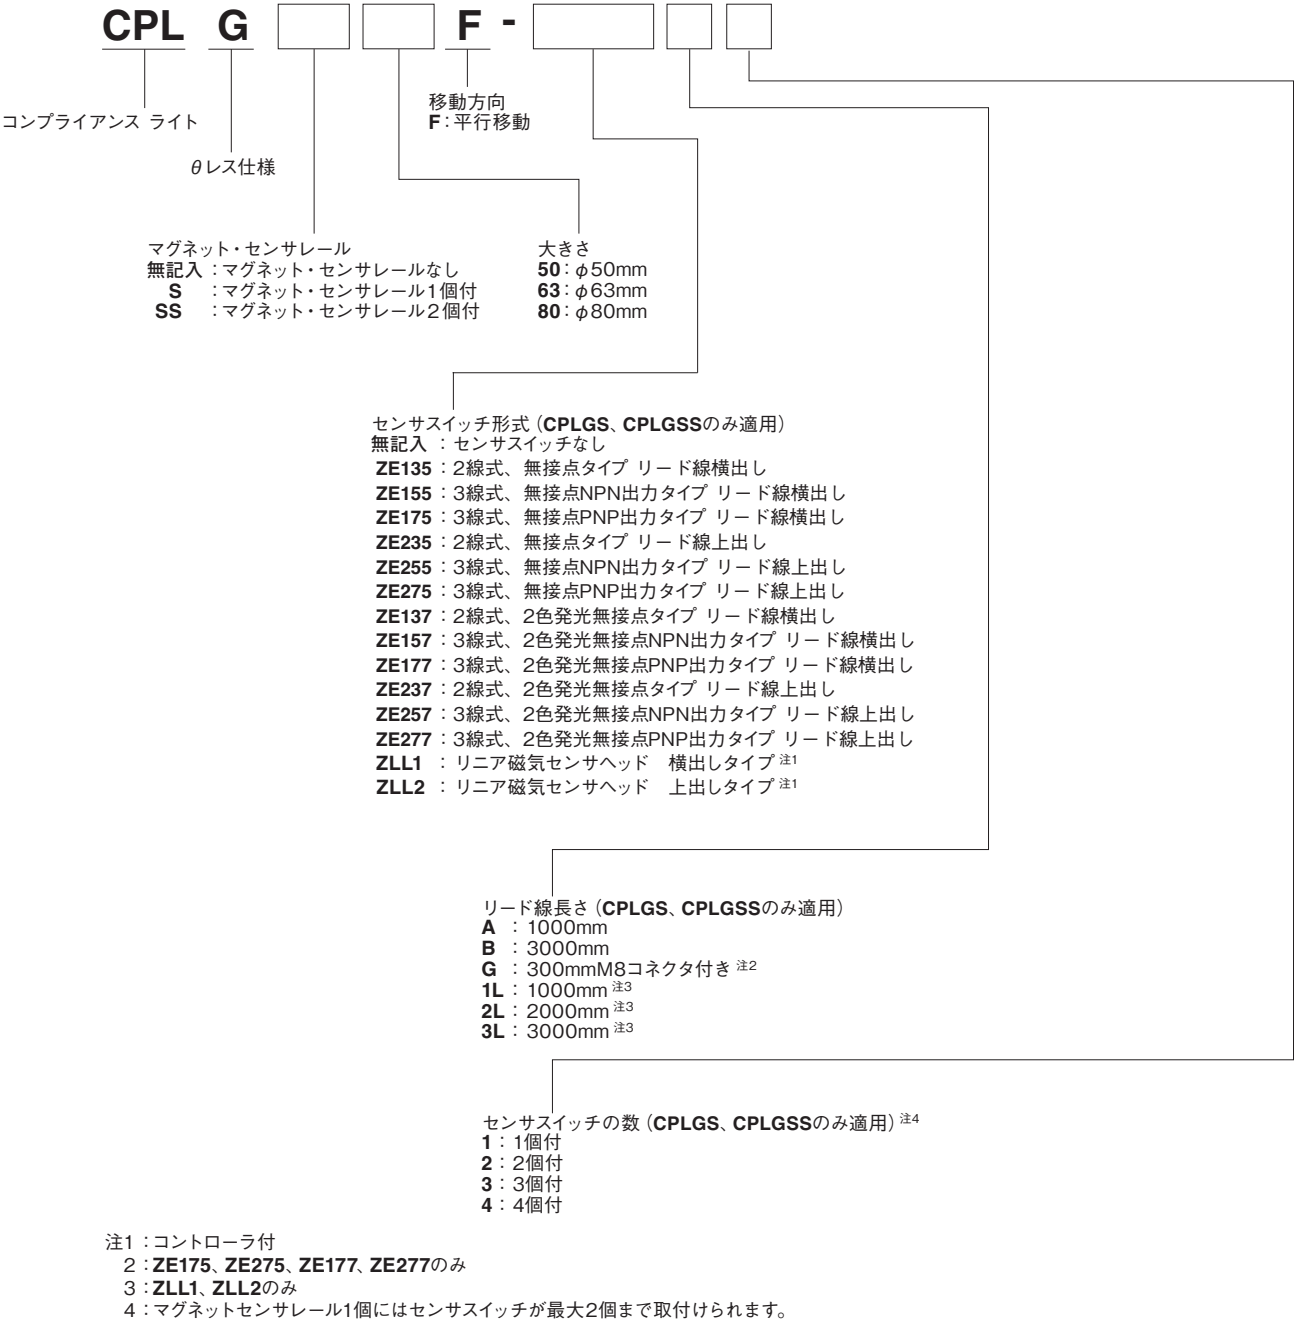 CPL G F -
コンプライアンス ライト
θレス仕様
移動方向
F：平行移動
マグネット・センサレール
無記入：マグネット・センサレールなし
S ：マグネット・センサレール1個付
SS ：マグネット・センサレール2個付
大きさ
50：φ50mm
63：φ63mm
80：φ80mm
センサスイッチ形式（CPLGS、CPLGSSのみ適用）
無記入 ：センサスイッチなし
ZE135：2線式、無接点タイプ リード線横出し
ZE155：3線式、無接点NPN出力タイプ リード線横出し
ZE175：3線式、無接点PNP出力タイプ リード線横出し
ZE235：2線式、無接点タイプ リード線上出し
ZE255：3線式、無接点NPN出力タイプ リード線上出し
ZE275：3線式、無接点PNP出力タイプ リード線上出し
ZE137：2線式、2色発光無接点タイプ リード線横出し
ZE157：3線式、2色発光無接点NPN出力タイプ リード線横出し
ZE177：3線式、2色発光無接点PNP出力タイプ リード線横出し
ZE237：2線式、2色発光無接点タイプ リード線上出し
ZE257：3線式、2色発光無接点NPN出力タイプ リード線上出し
ZE277：3線式、2色発光無接点PNP出力タイプ リード線上出し
ZLL1 ：リニア磁気センサヘッド 横出しタイプ 注1
ZLL2 ：リニア磁気センサヘッド 上出しタイプ 注1
リード線長さ（CPLGS、CPLGSSのみ適用）
A ：1000mm
B ：3000mm
G ：300mmM8コネクタ付き 注2
1L：1000mm 注3
2L：2000mm 注3
3L：3000mm 注3
センサスイッチの数（CPLGS、CPLGSSのみ適用）注4
1：1個付
2：2個付
3：3個付
4：4個付
注1：コントローラ付
2：ZE175、ZE275、ZE177、ZE277のみ
3：ZLL1、ZLL2のみ
4：マグネットセンサレール1個にはセンサスイッチが最大2個まで取付けられます。